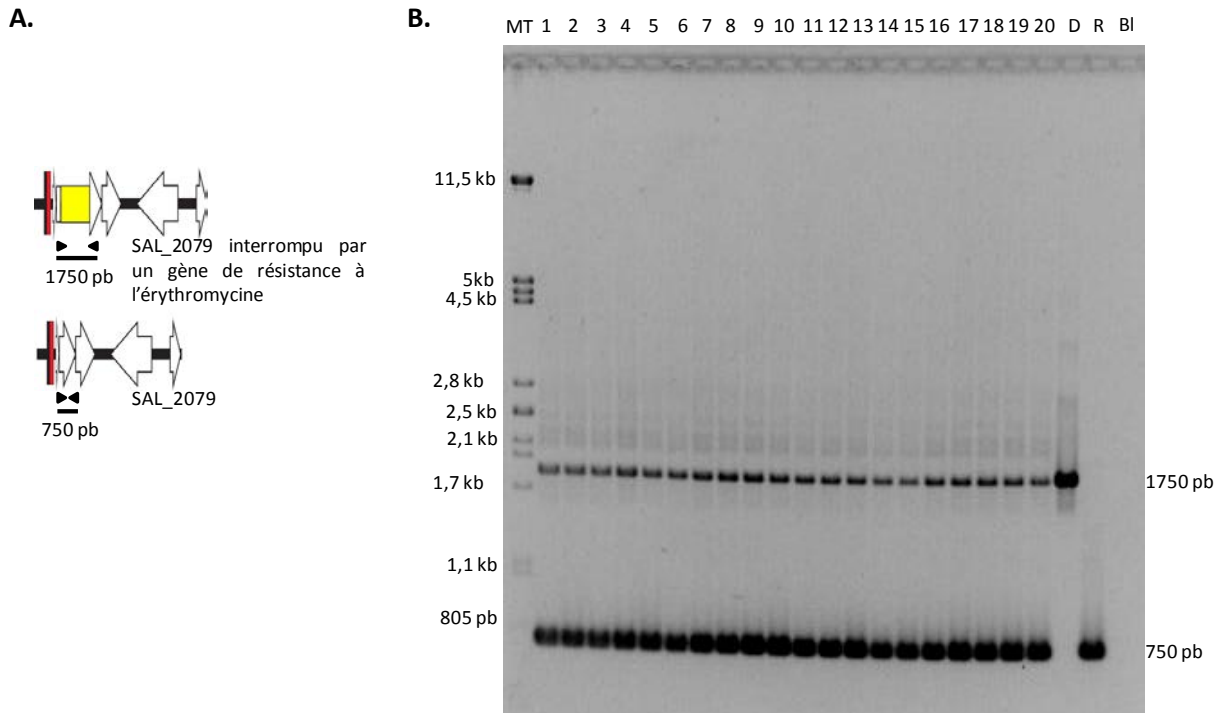 A.
SAL_2079 interrompu par
un gène de résistance à
l'érythromycine
1750 pb
SAL_2079
750 pb
B.
MT 1 2 3 4 5 6 7 8 9 10 11 12 13 14 15 16 17 18 19 20 D R Bl
11,5 kb
5kb
4,5 kb
2,8 kb
2,5 kb
2,1 kb
1,7 kb
1,1 kb
805 pb
1750 pb
750 pb